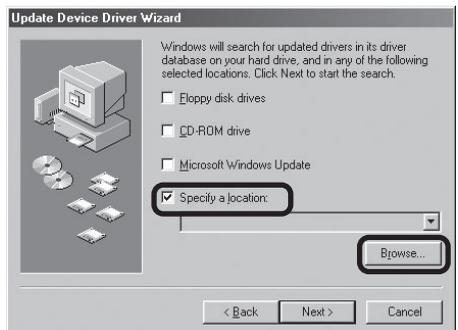 Update Device Driver Wizard
Windows will search for updated drivers in its driver
database on your hard drive, and in any of the following
selected locations. Click Next to start the search.
Floppy disk drives
CD-ROM drive
Microsoft Windows Update
Specify a location:
Browse...
< Back
Next >
Cancel